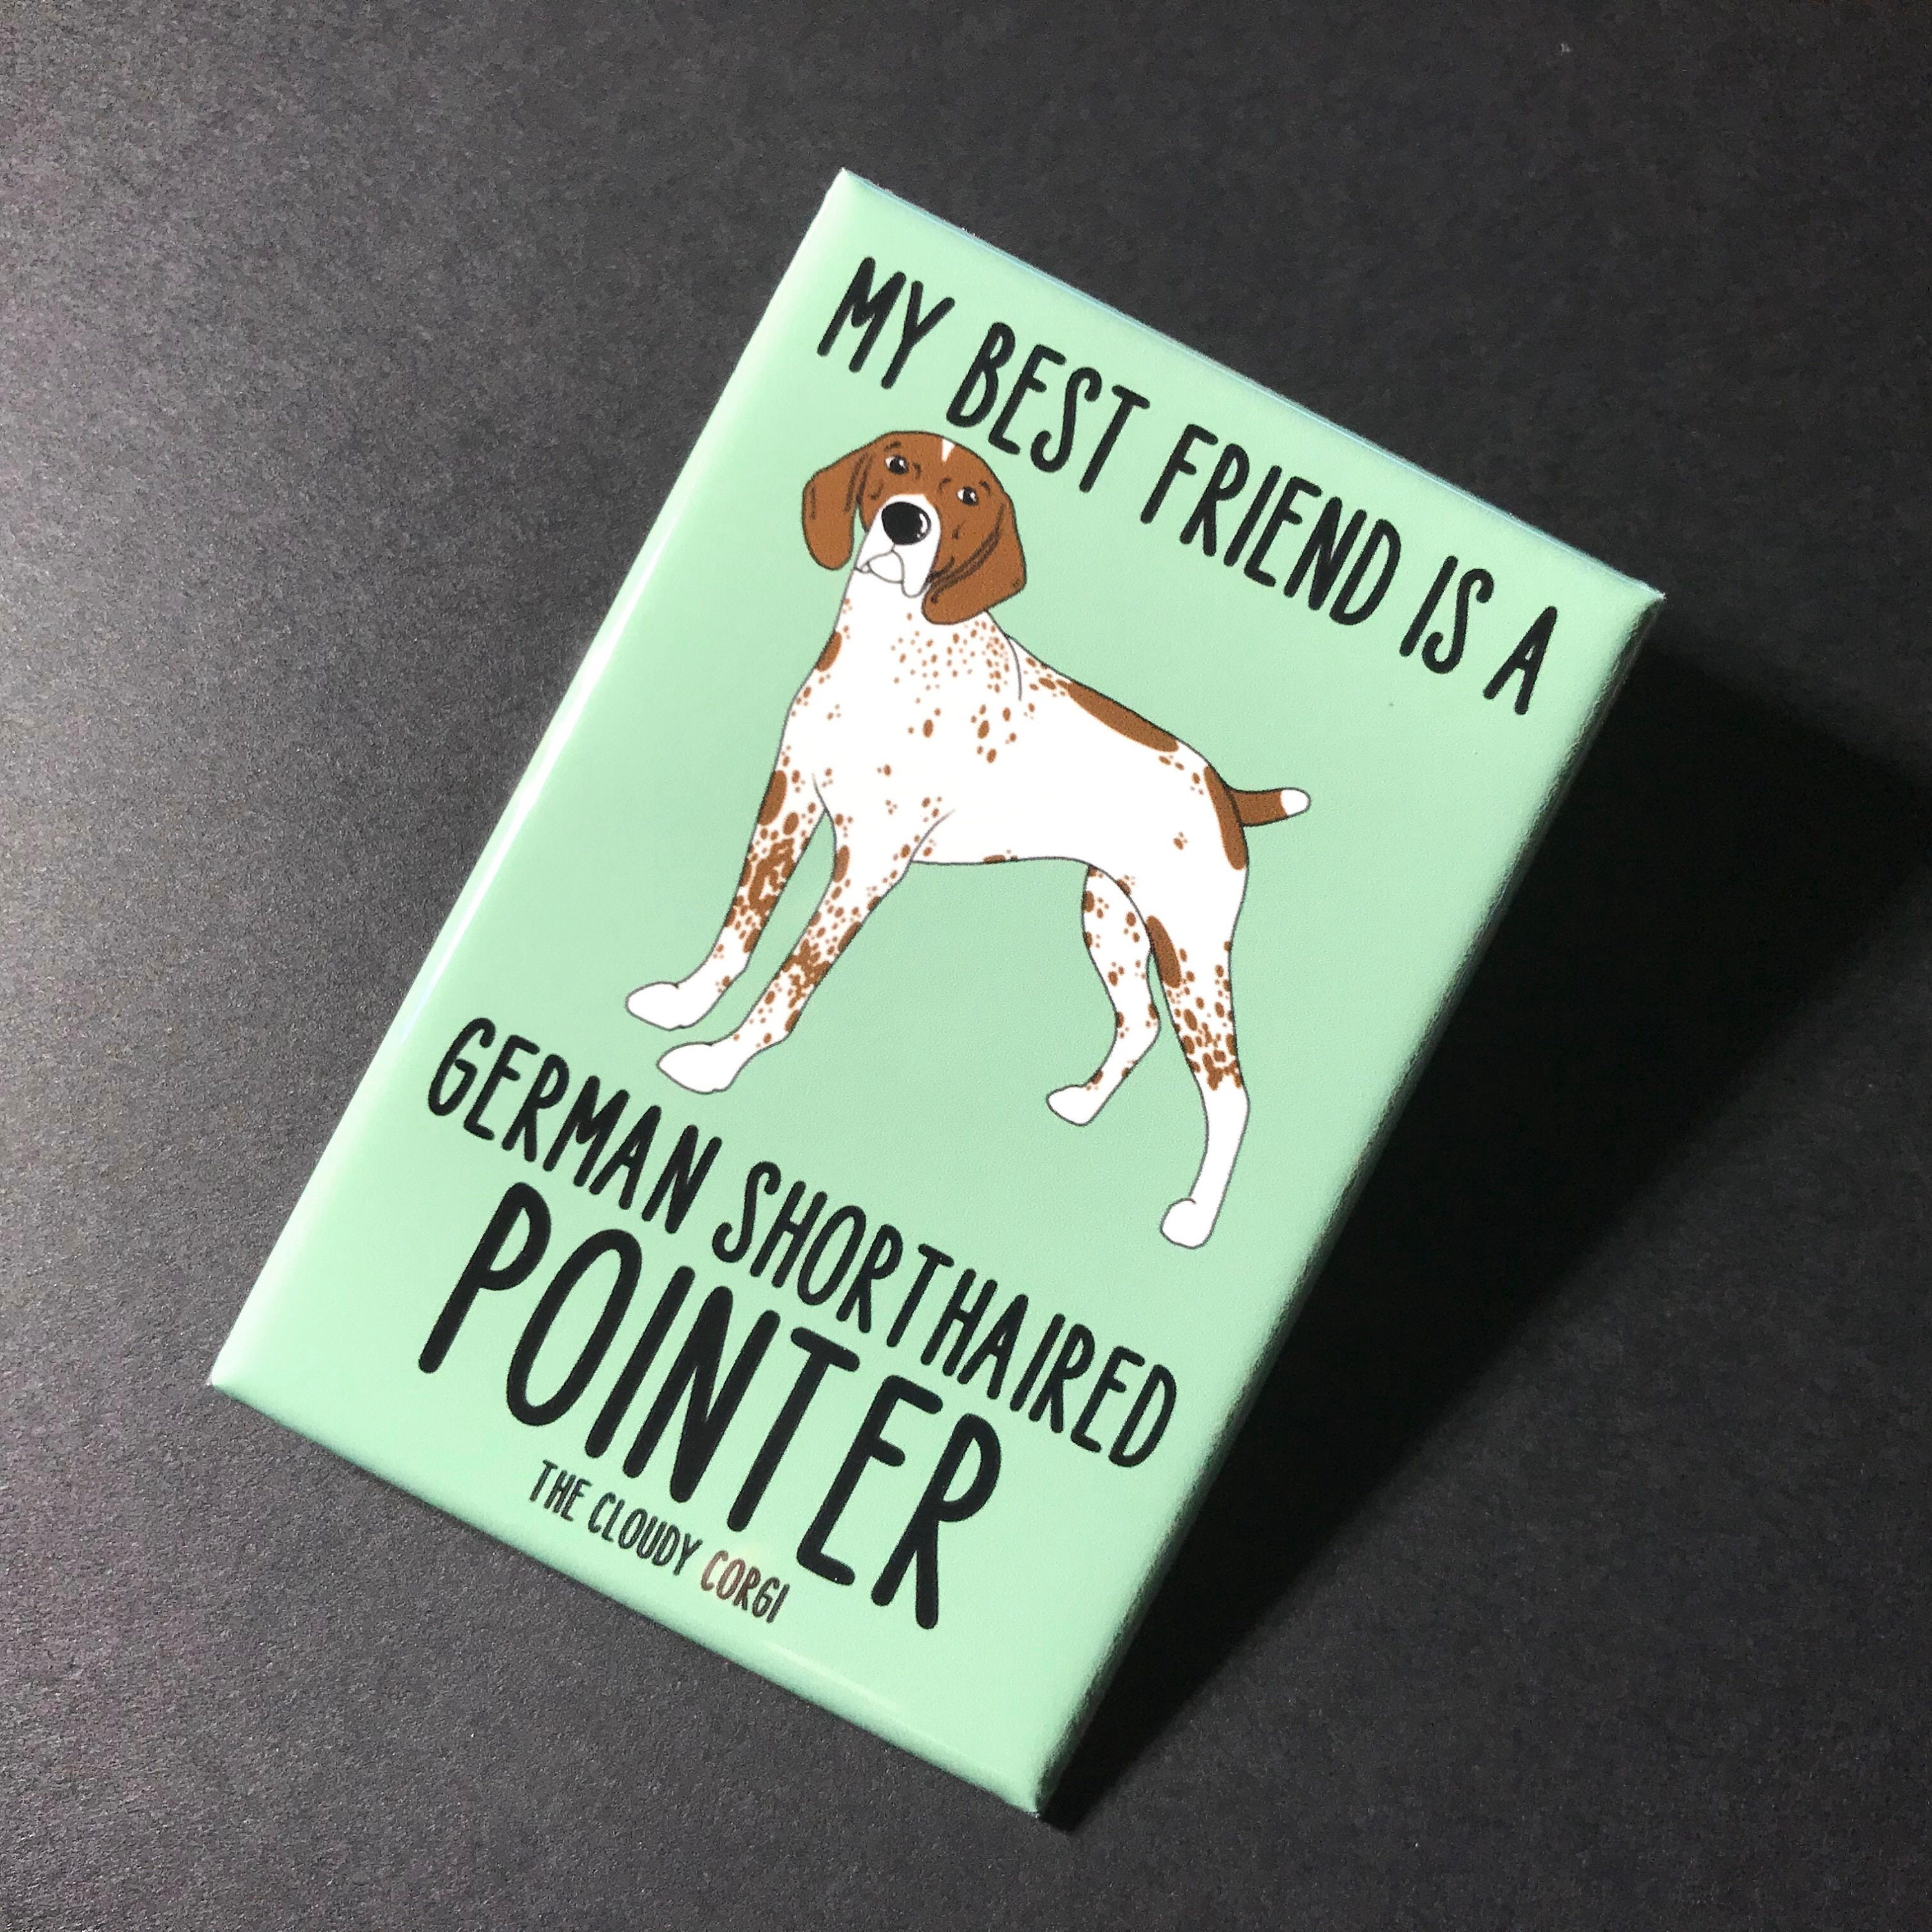 MY BEST FRIEND IS A
GERMAN SHORTHAIRED
POINTER
THE CLOUDY CORGI